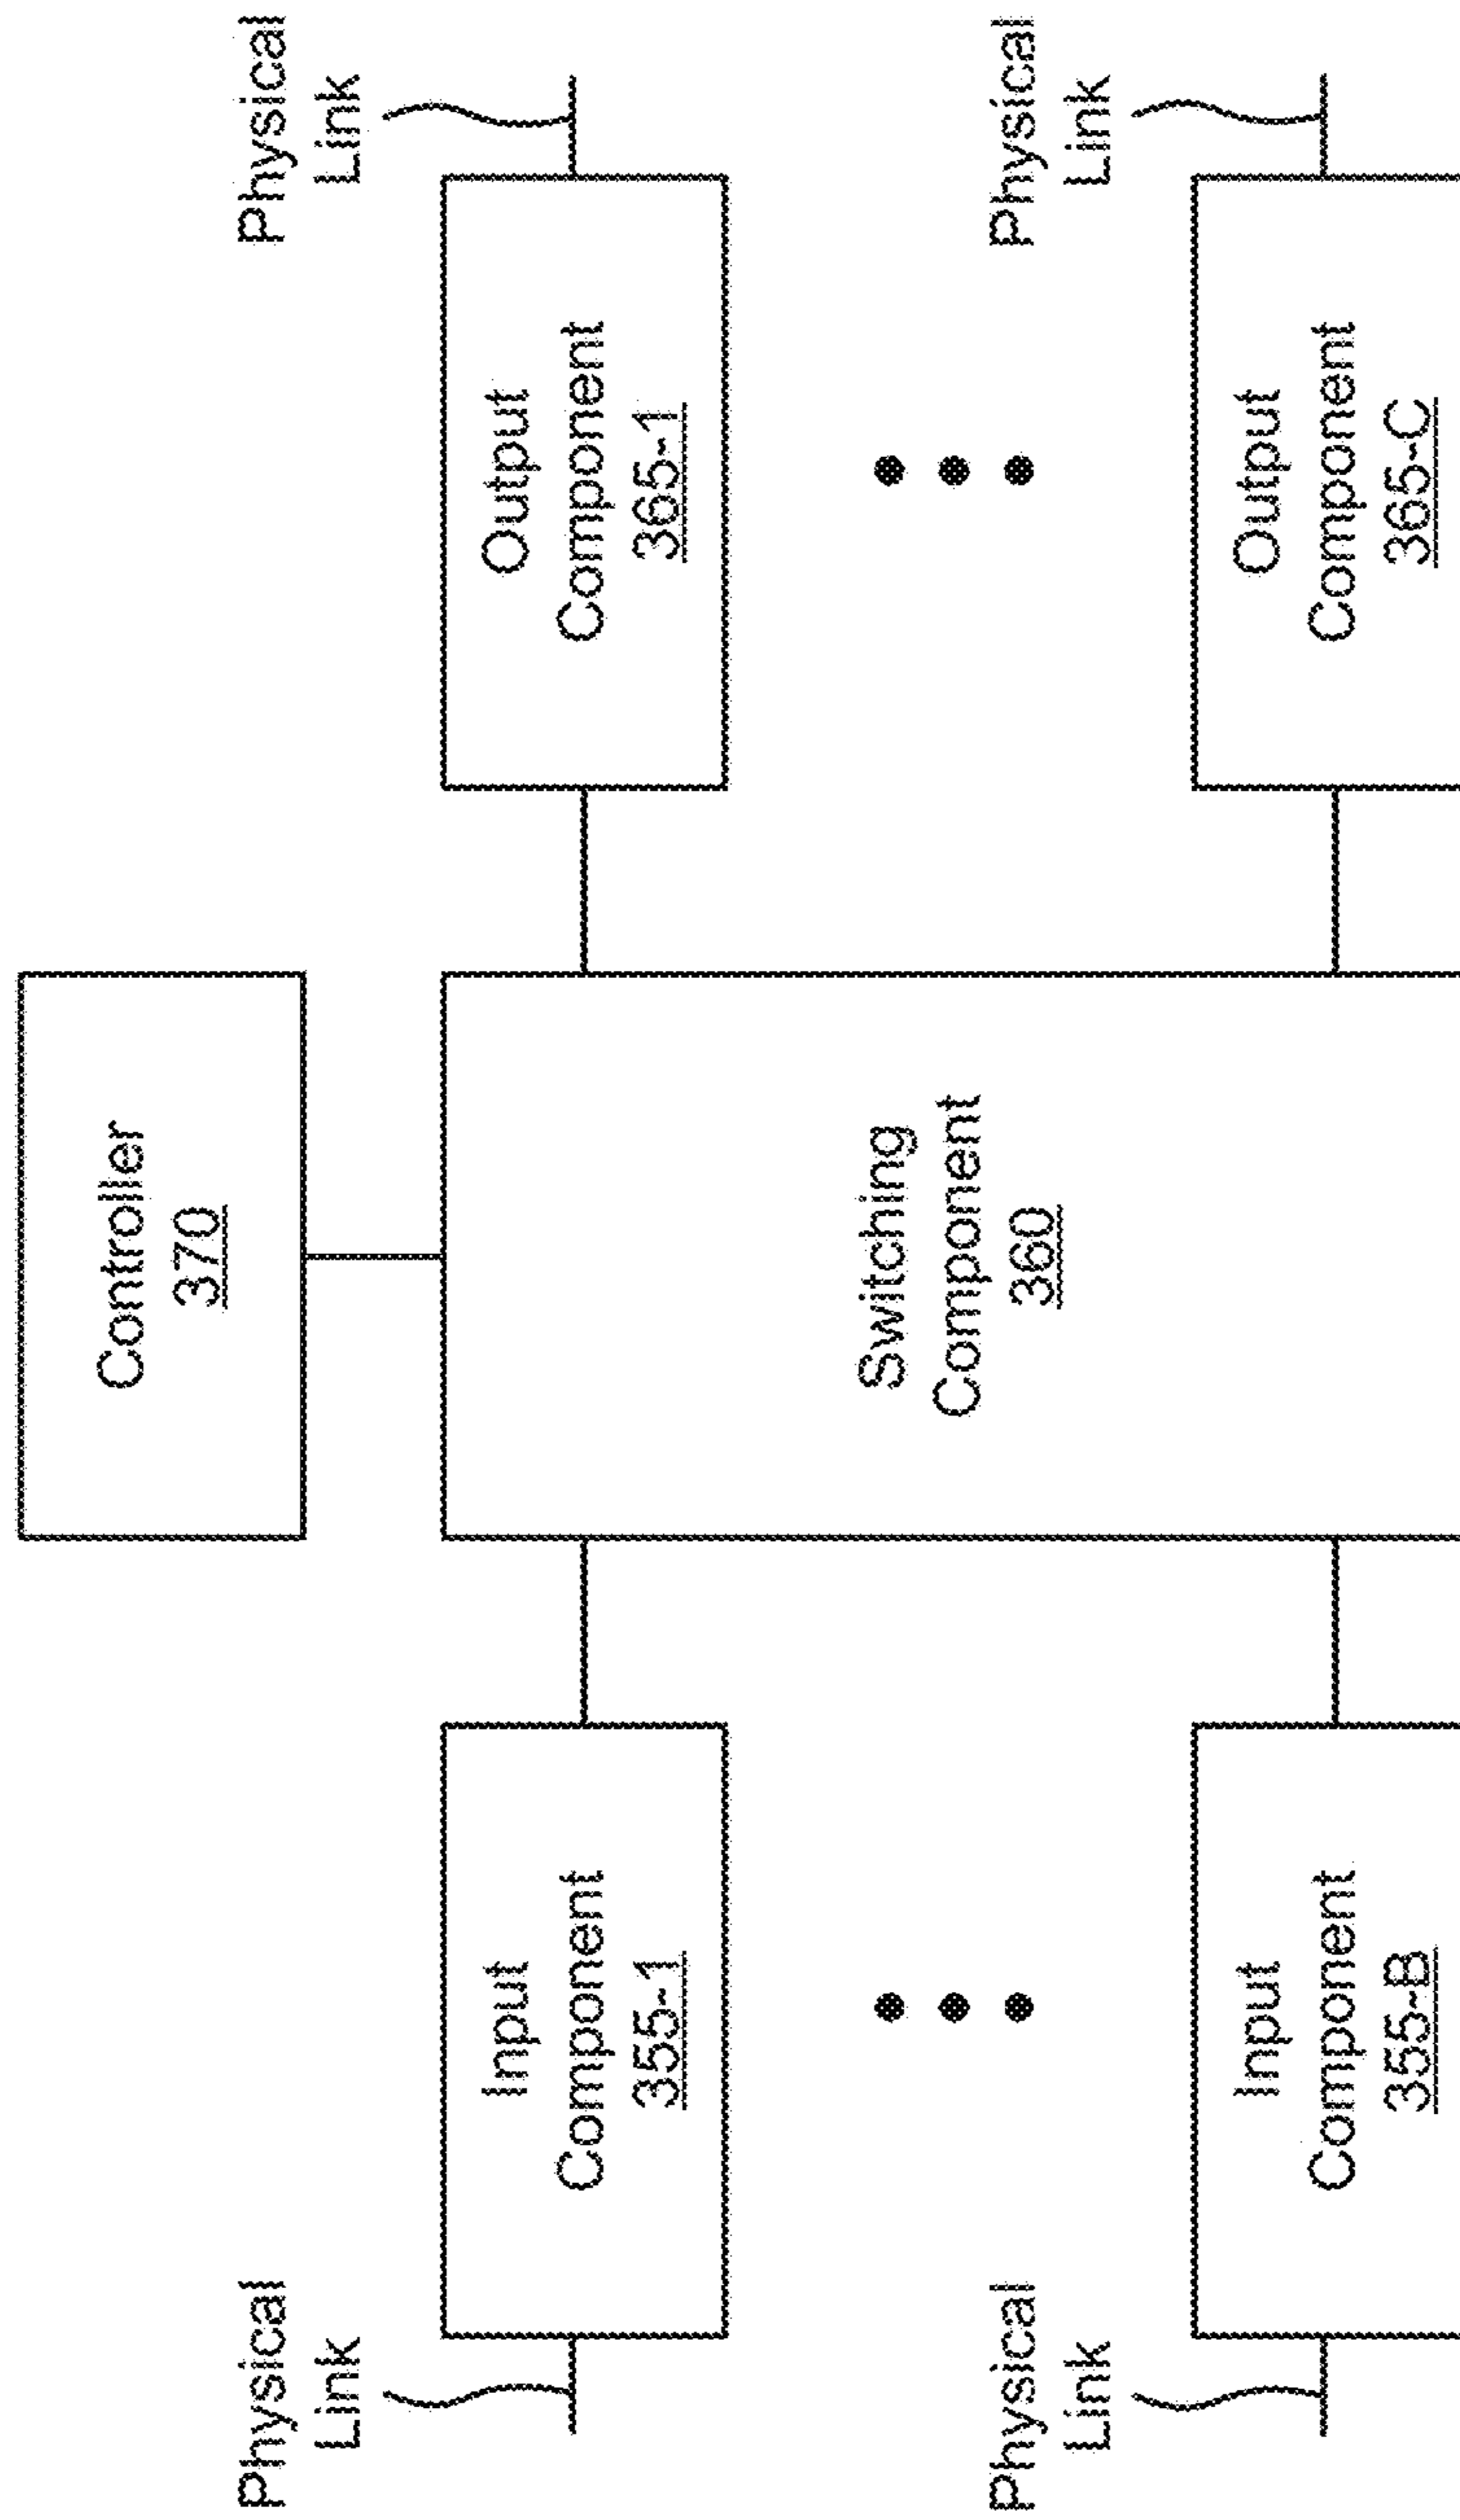 Controller
370
Physical
Link
Physical
Link
Input
Component
355-1
Switching
Component
360
Output
Component
365-1
Physical
Link
Physical
Link
Input
Component
355-B
Output
Component
365-C